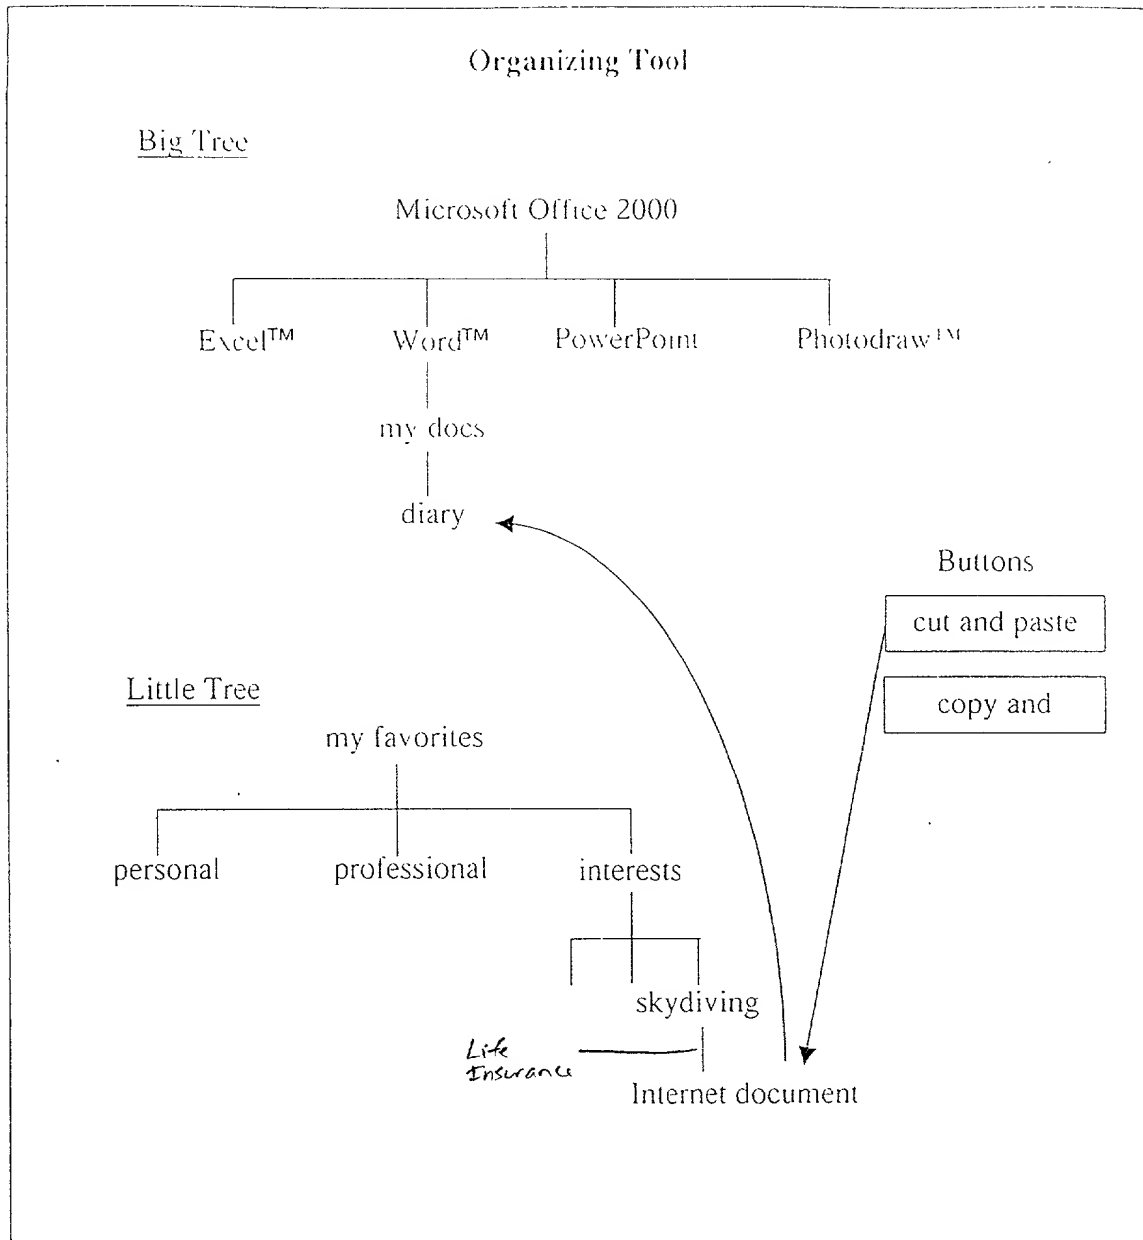 Organizing Tool
Big Tree
Microsoft Office 2000
Excel™ Word™ PowerPoint Photodraw™
my docs
diary
Buttons
cut and paste
copy and
Little Tree
my favorites
personal professional interests
skydiving
Life
Insurance
Internet document